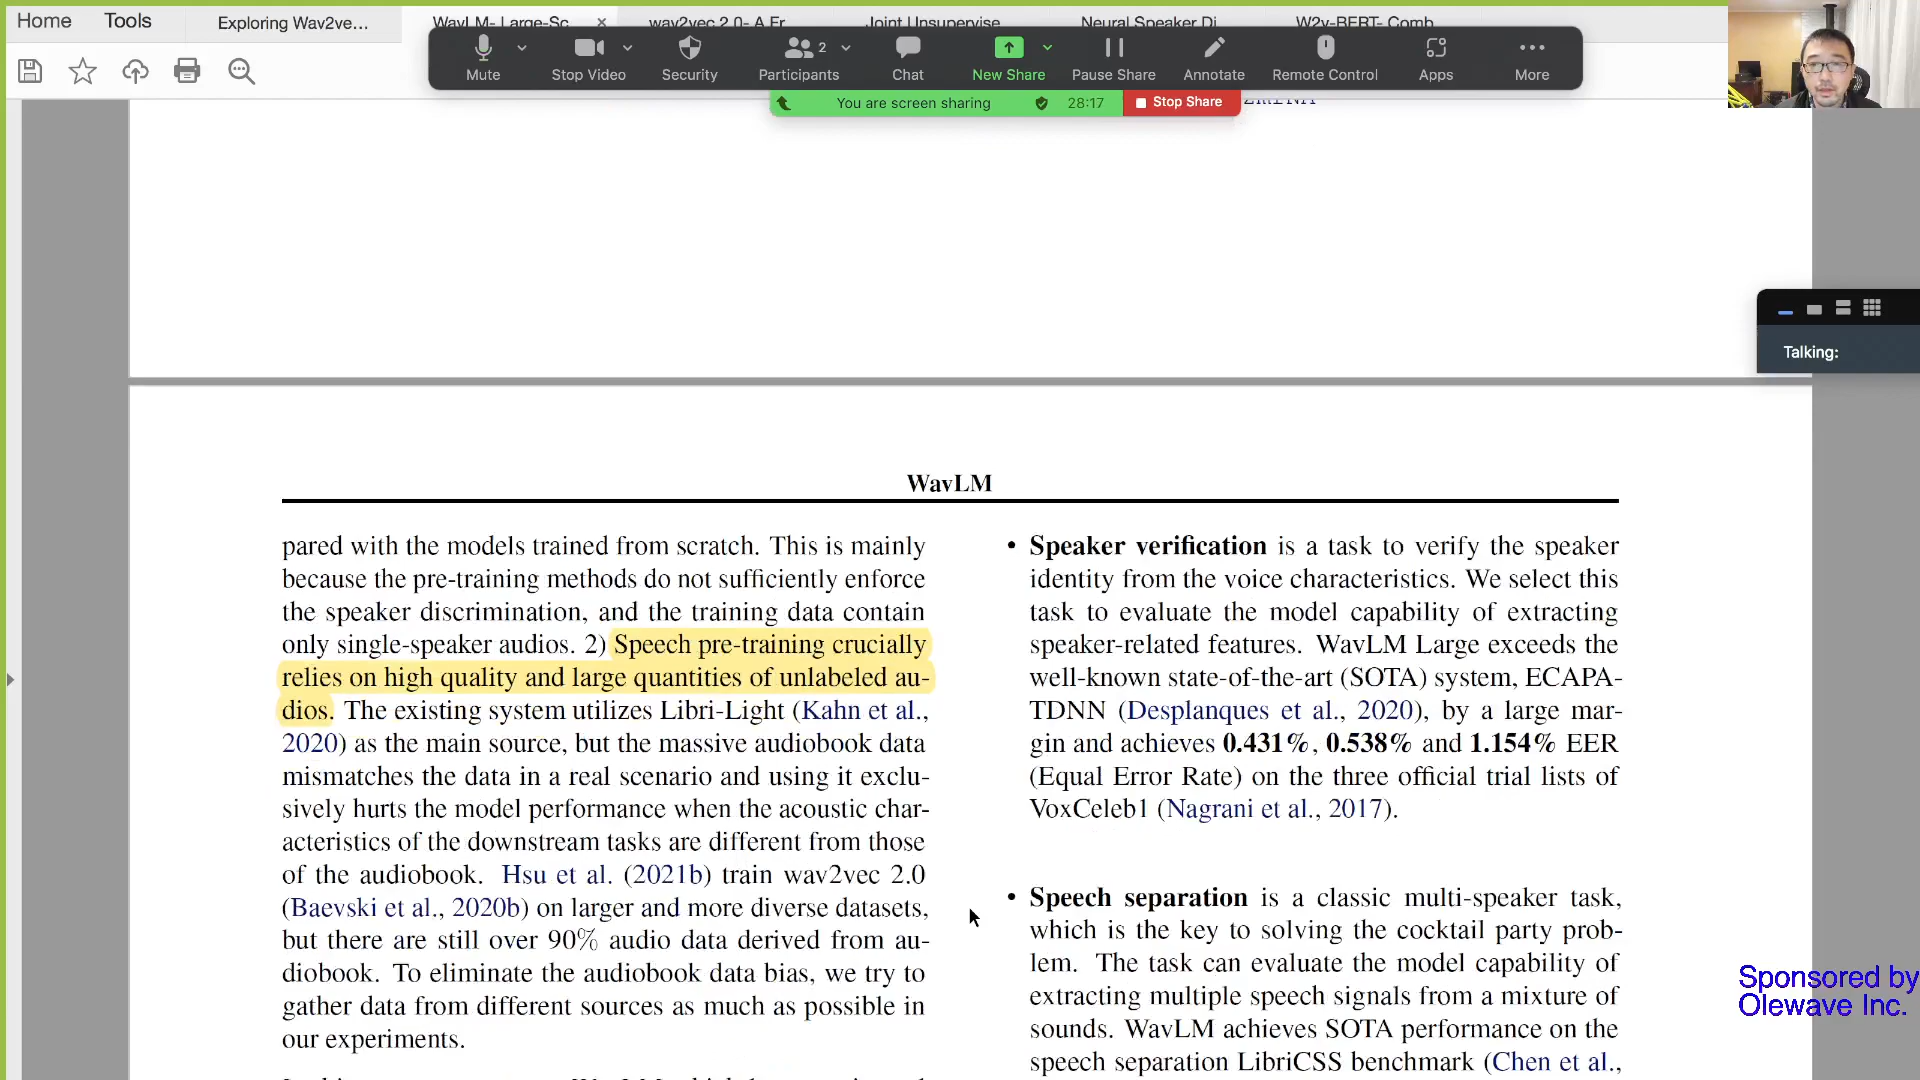 Home
Tools
Exploring Wav2ve...
WavLM- Large-Sc
wav2vec 2.0- A Fr
Joint Unsupervise
Neural Speaker Di
W2v-BERT- Comb
Mute
Stop Video
Security
2
Participants
Chat
New Share
Pause Share
Annotate
Remote Control
Apps
More
You are screen sharing
28:17
Stop Share
Talking:
WavLM
pared with the models trained from scratch. This is mainly
because the pre-training methods do not sufficiently enforce
the speaker discrimination, and the training data contain
only single-speaker audios. 2) Speech pre-training crucially
relies on high quality and large quantities of unlabeled au-
dios. The existing system utilizes Libri-Light (Kahn et al.,
2020) as the main source, but the massive audiobook data
mismatches the data in a real scenario and using it exclu-
sively hurts the model performance when the acoustic char-
acteristics of the downstream tasks are different from those
of the audiobook. Hsu et al. (2021b) train wav2vec 2.0
(Baevski et al., 2020b) on larger and more diverse datasets,
but there are still over 90% audio data derived from au-
diobook. To eliminate the audiobook data bias, we try to
gather data from different sources as much as possible in
our experiments.
• Speaker verification is a task to verify the speaker
identity from the voice characteristics. We select this
task to evaluate the model capability of extracting
speaker-related features. WavLM Large exceeds the
well-known state-of-the-art (SOTA) system, ECAPA-
TDNN (Desplanques et al., 2020), by a large mar-
gin and achieves 0.431%, 0.538% and 1.154% EER
(Equal Error Rate) on the three official trial lists of
VoxCeleb1 (Nagrani et al., 2017).
• Speech separation is a classic multi-speaker task,
which is the key to solving the cocktail party prob-
lem. The task can evaluate the model capability of
extracting multiple speech signals from a mixture of
sounds. WavLM achieves SOTA performance on the
speech separation LibriCSS benchmark (Chen et al.,
Sponsored by
Olewave Inc.